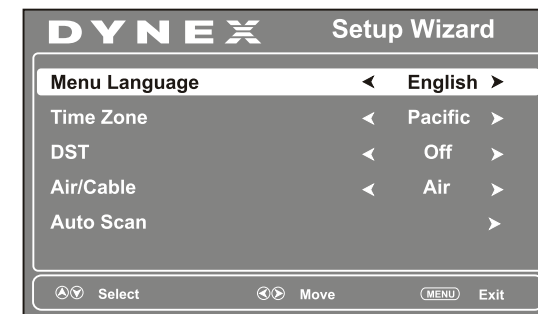 DYNEX Setup Wizard
Menu Language English
Time Zone Pacific
DST Off
Air/Cable Air
Auto Scan
Select Move MENU Exit